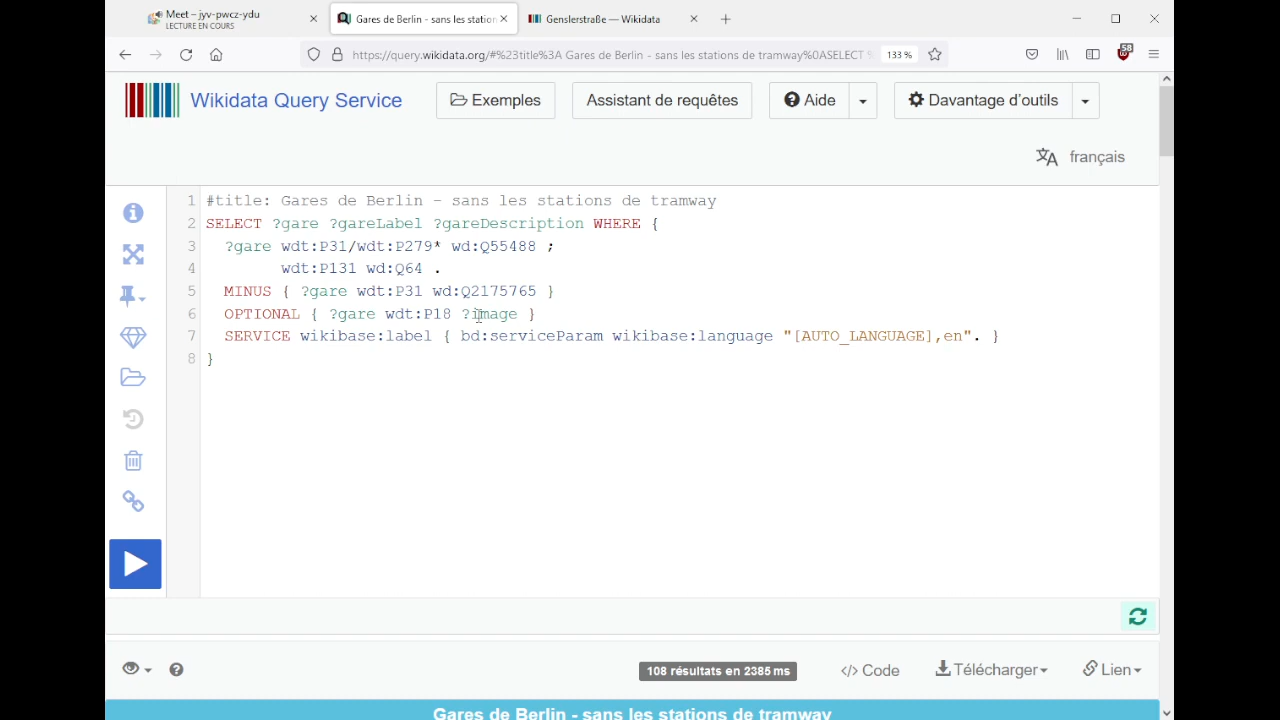 Meet – jyv-pwcz-ydu
LECTURE EN COURS
Gares de Berlin - sans les station
Genslerstraße — Wikidata
https://query.wikidata.org/#%23title%3A Gares de Berlin - sans les stations de tramway%0ASELECT %
133 %
58
Wikidata Query Service
Exemples
Assistant de requêtes
Aide
Davantage d'outils
français
1 #title: Gares de Berlin - sans les stations de tramway
2 SELECT ?gare ?gareLabel ?gareDescription WHERE {
3 ?gare wdt:P31/wdt:P279* wd:Q55488 ;
4 wdt:P131 wd:Q64 .
5 MINUS { ?gare wdt:P31 wd:Q2175765 }
6 OPTIONAL { ?gare wdt:P18 ?image }
7 SERVICE wikibase:label { bd:serviceParam wikibase:language "[AUTO_LANGUAGE],en". }
8 }
108 résultats en 2385 ms
</> Code
Télécharger
Lien
Gares de Berlin - sans les stations de tramway